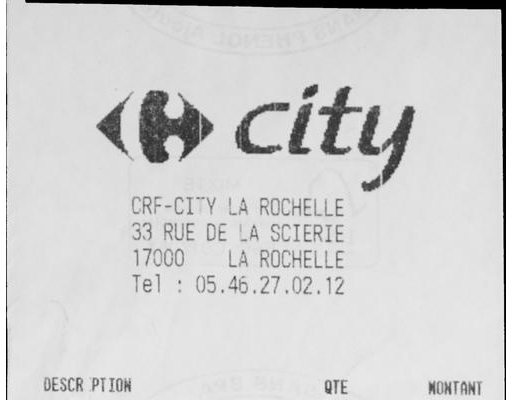 city
CRF-CITY LA ROCHELLE
33 RUE DE LA SCIERIE
17000 LA ROCHELLE
Tel : 05.46.27.02.12
DESCR PTION QTE MONTANT